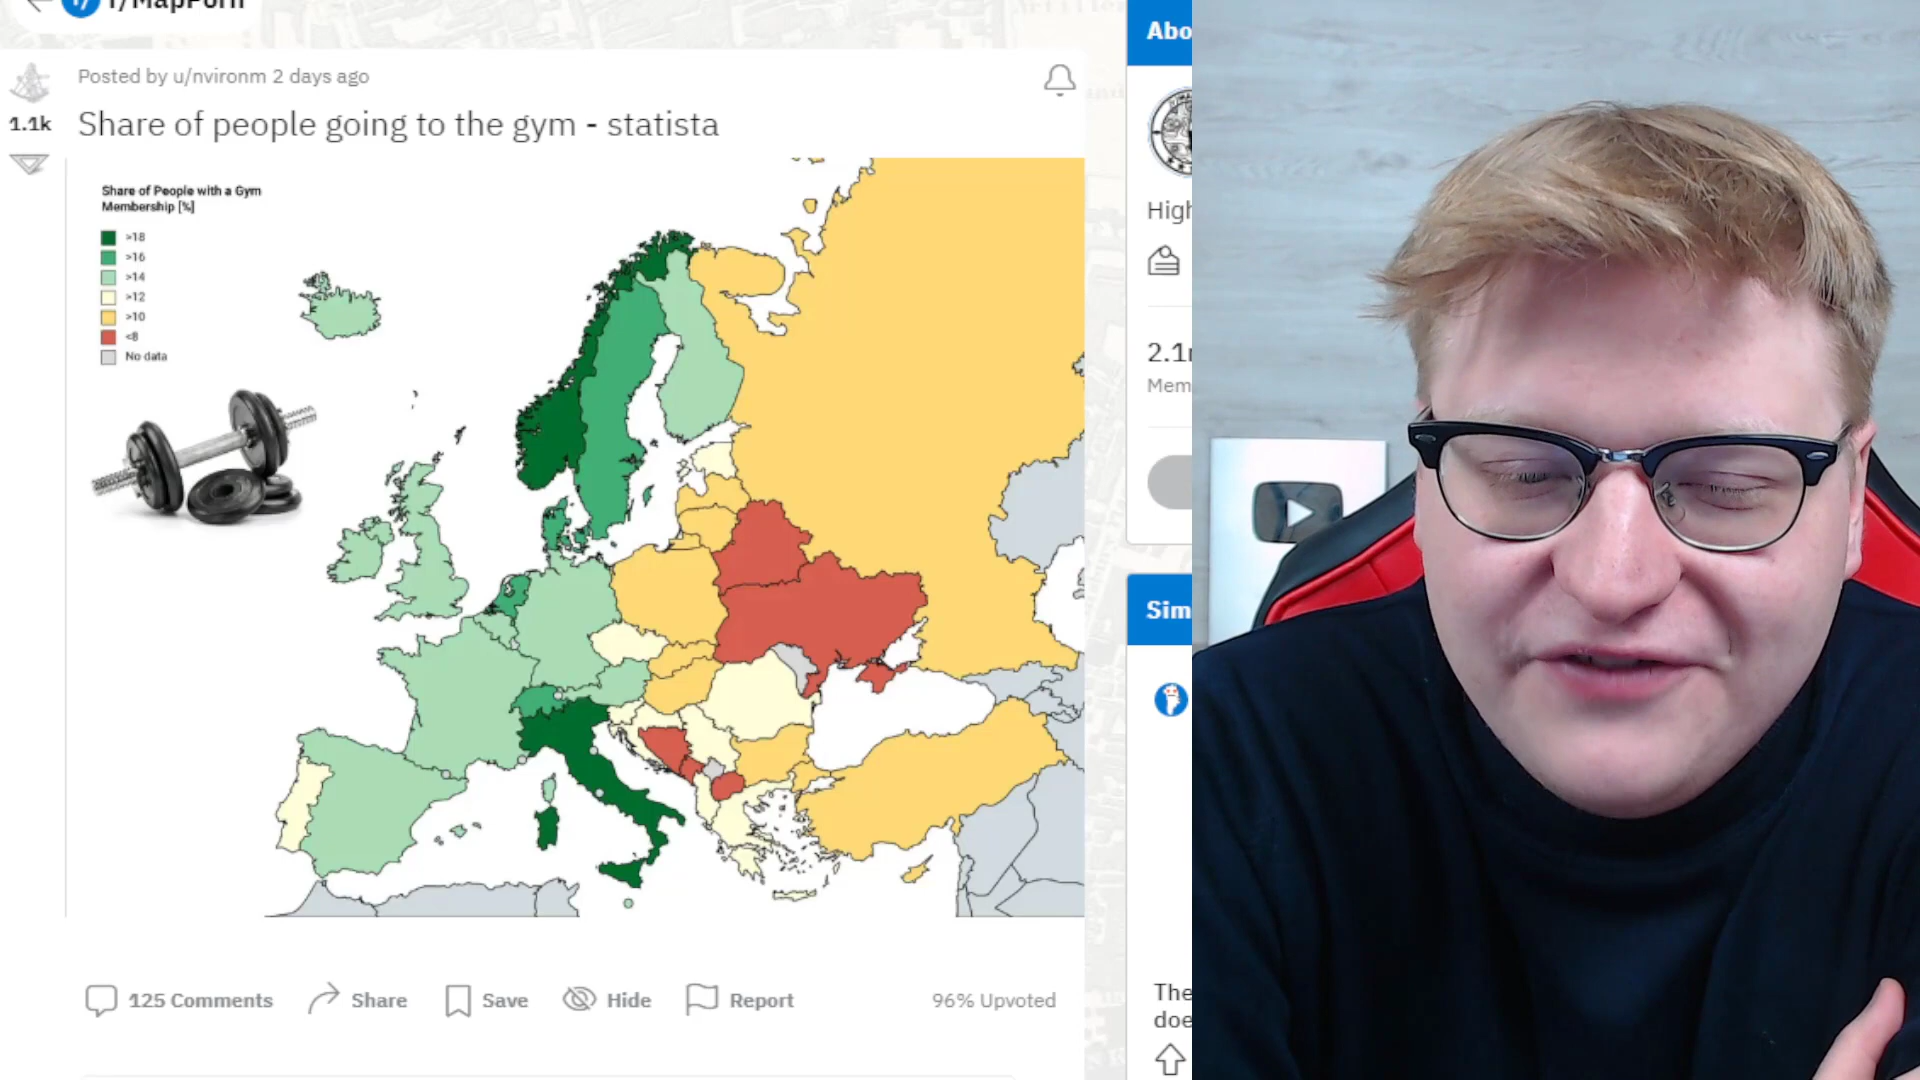 r/MapPorn
Posted by u/nvironm 2 days ago
1.1k
Share of people going to the gym - statista
Share of People with a Gym
Membership [%]
>18
>16
>14
>12
>10
<8
No data
125 Comments
Share
Save
Hide
Report
96% Upvoted
Abo
High
2.1
Mem
Sim
The
doe